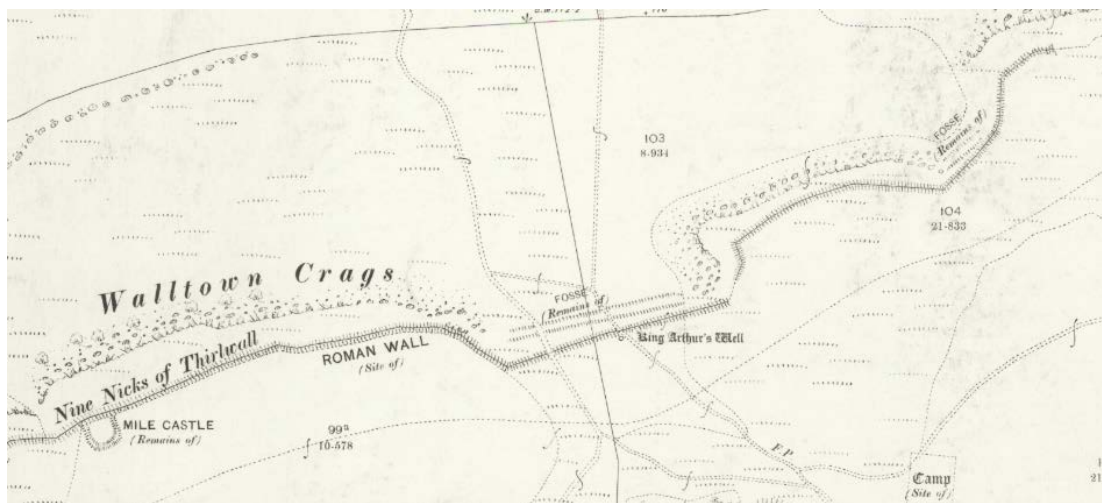 103
8·934
FOSSE
(Remains of)
104
21·833
Walltown Crags
FOSSE
(Remains of)
King Arthur's Well
Nine Nicks of Thirlwall
ROMAN WALL
(Site of)
MILE CASTLE
(Remains of)
99a
10·578
F.P.
Camp
(Site of)